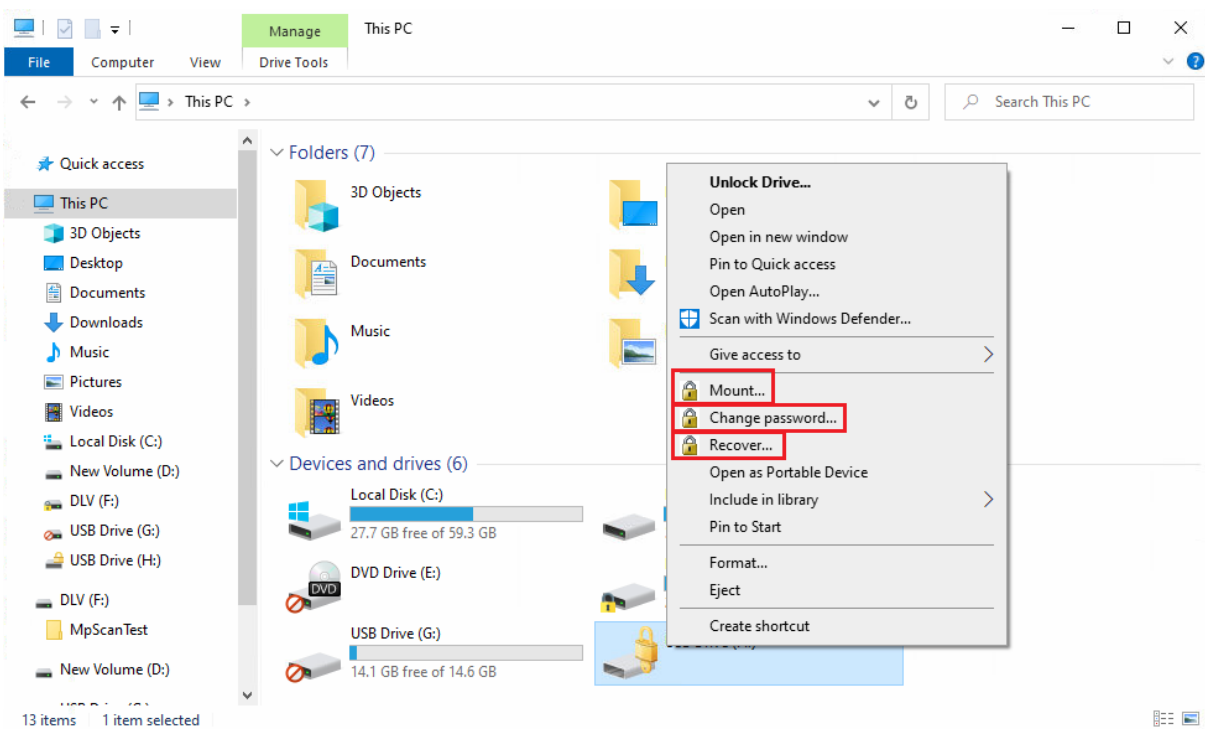 Manage
This PC
File
Computer
View
Drive Tools
This PC
Search This PC
Quick access
This PC
3D Objects
Desktop
Documents
Downloads
Music
Pictures
Videos
Local Disk (C:)
New Volume (D:)
DLV (F:)
USB Drive (G:)
USB Drive (H:)
DLV (F:)
MpScanTest
New Volume (D:)
Folders (7)
3D Objects
Documents
Music
Videos
Devices and drives (6)
Local Disk (C:)
27.7 GB free of 59.3 GB
DVD Drive (E:)
DVD
USB Drive (G:)
14.1 GB free of 14.6 GB
Unlock Drive...
Open
Open in new window
Pin to Quick access
Open AutoPlay...
Scan with Windows Defender...
Give access to
Mount...
Change password...
Recover...
Open as Portable Device
Include in library
Pin to Start
Format...
Eject
Create shortcut
13 items
1 item selected